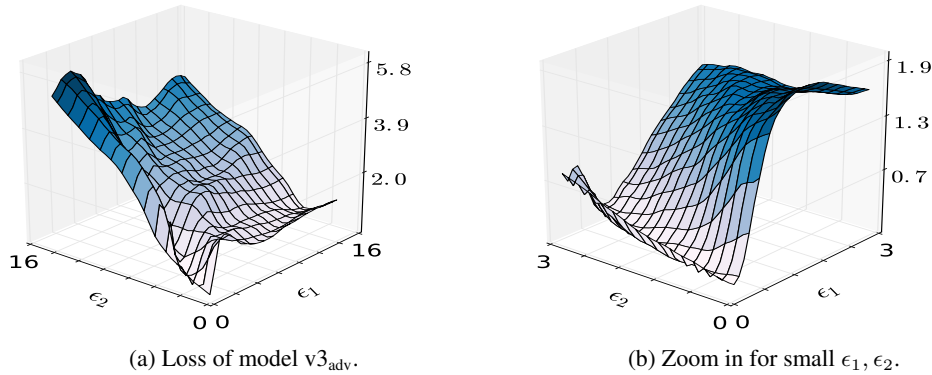 5.8
3.9
2.0
16
ϵ₂
0 0
ϵ₁
16
(a) Loss of model v3adv.
1.9
1.3
0.7
3
ϵ₂
0 0
ϵ₁
3
(b) Zoom in for small ϵ₁, ϵ₂.